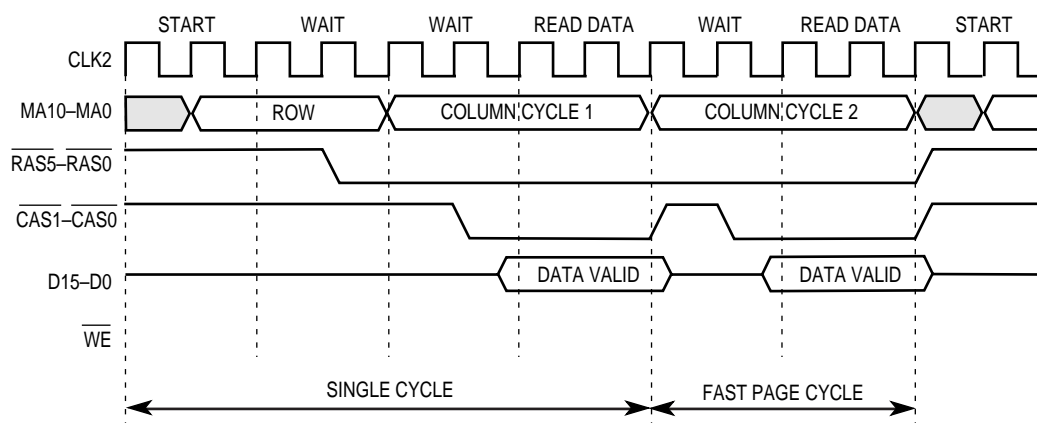 START WAIT WAIT READ DATA WAIT READ DATA START
CLK2
MA10–MA0 ROW COLUMN CYCLE 1 COLUMN CYCLE 2
RAS5–RAS0
CAS1–CAS0
D15–D0 DATA VALID DATA VALID
WE
SINGLE CYCLE FAST PAGE CYCLE